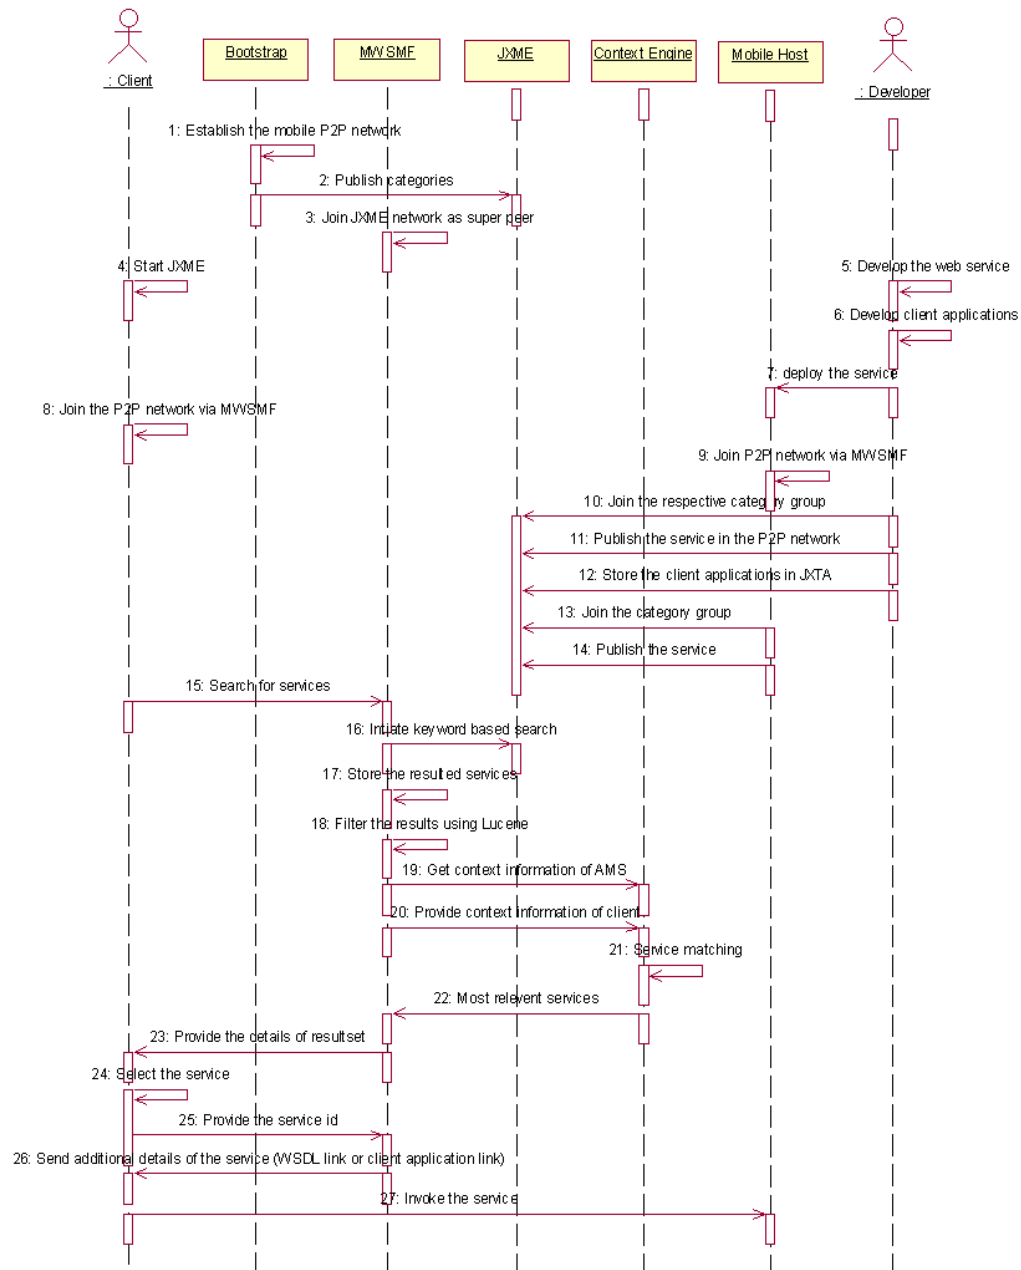 : Client
Bootstrap
MWSMF
JXME
Context Engine
Mobile Host
: Developer
1: Establish the mobile P2P network
2: Publish categories
3: Join JXME network as super peer
4: Start JXME
5: Develop the web service
6: Develop client applications
7: deploy the service
8: Join the P2P network via MWSMF
9: Join P2P network via MWSMF
10: Join the respective category group
11: Publish the service in the P2P network
12: Store the client applications in JXTA
13: Join the category group
14: Publish the service
15: Search for services
16: Intiate keyword based search
17: Store the resulted services
18: Filter the results using Lucene
19: Get context information of AMS
20: Provide context information of client
21: Service matching
22: Most relevent services
23: Provide the details of resultset
24: Select the service
25: Provide the service id
26: Send additional details of the service (WSDL link or client application link)
27: Invoke the service